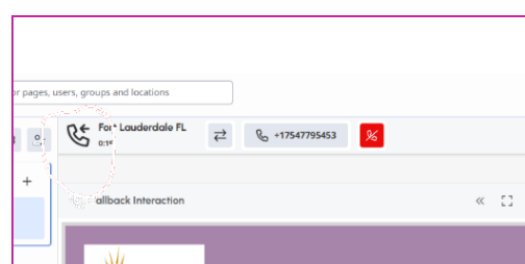 or pages, users, groups and locations
Fort Lauderdale FL
+17547795453
+
allback Interaction